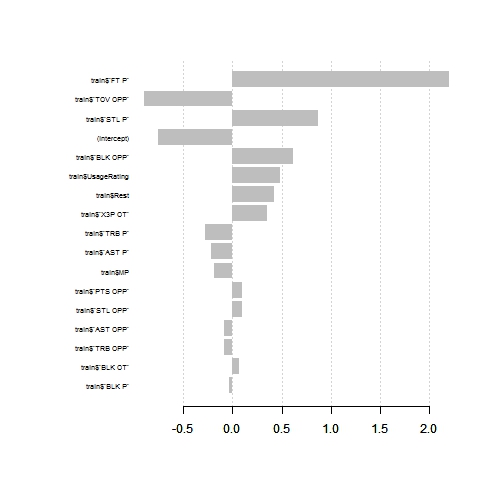 train$`FT P`
train$`TOV OPP`
train$`STL P`
(Intercept)
train$`BLK OPP`
train$UsageRating
train$Rest
train$`X3P OT`
train$`TRB P`
train$`AST P`
train$MP
train$`PTS OPP`
train$`STL OPP`
train$`AST OPP`
train$`TRB OPP`
train$`BLK OT`
train$`BLK P`
-0.5 0.0 0.5 1.0 1.5 2.0